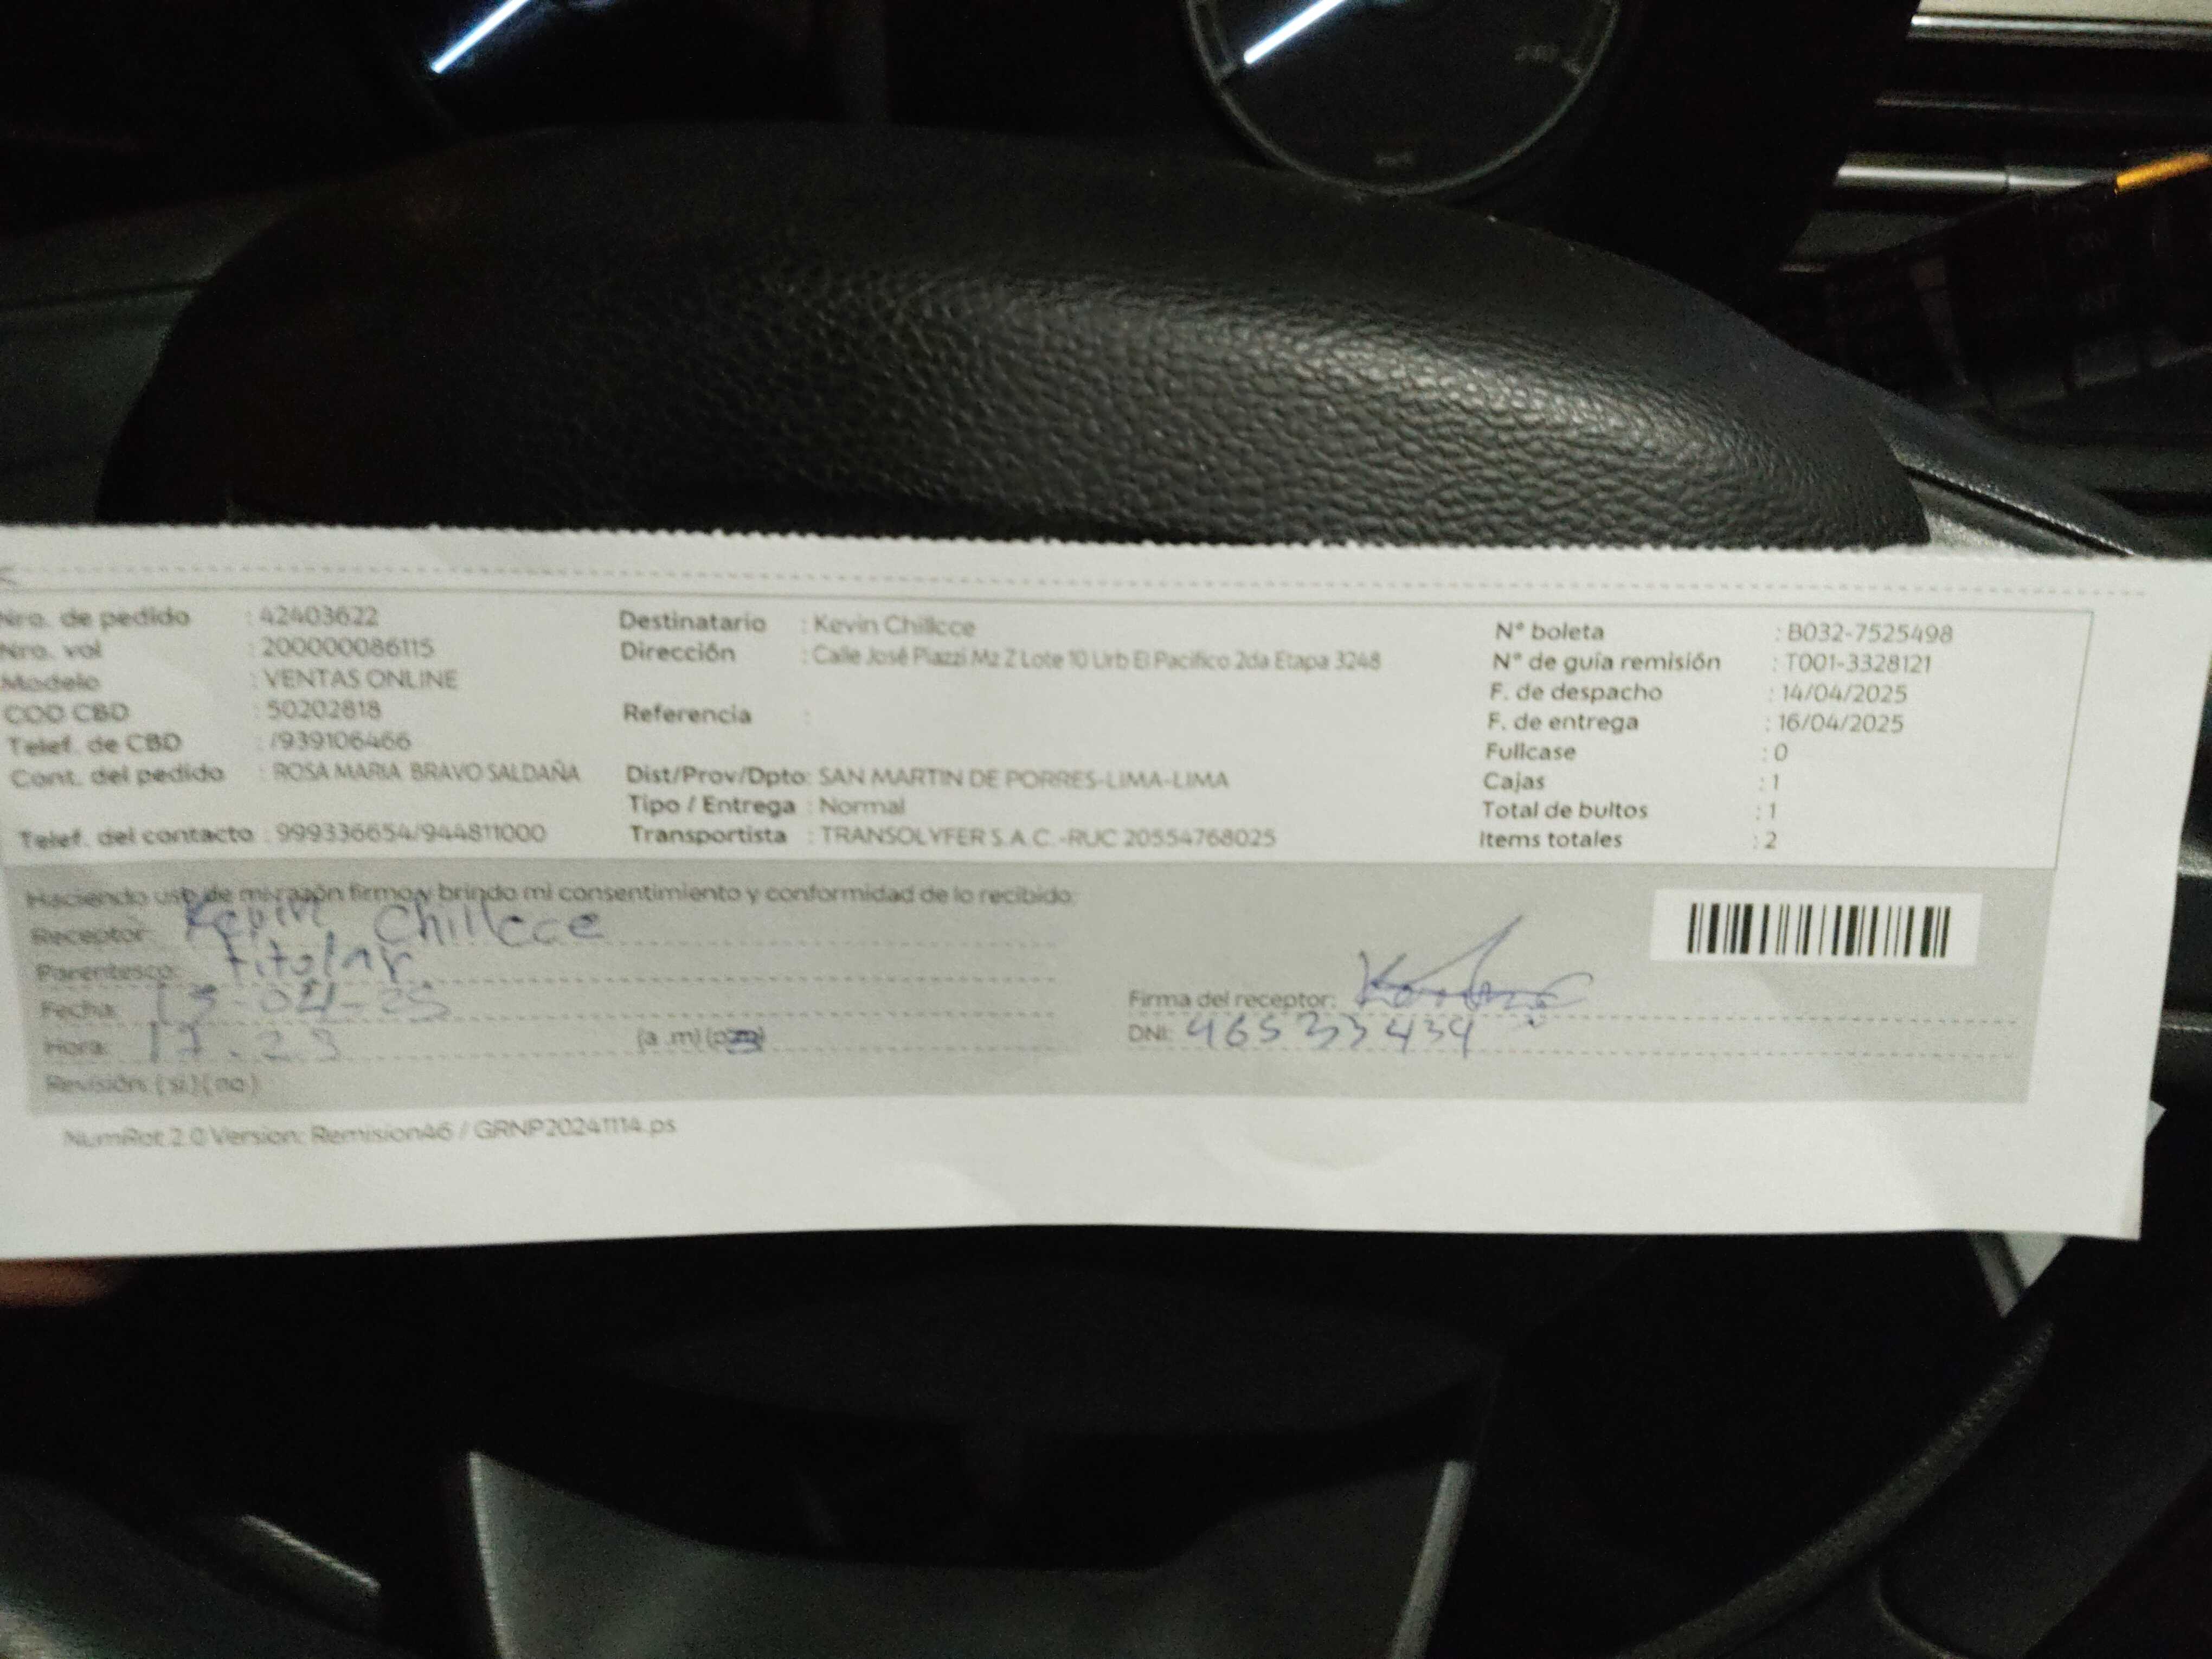 Nro. de pedido : 42403622
Nro. vol : 200000086115
Modelo : VENTAS ONLINE
COD CBD : 50202818
Telef. de CBD : /939106466
Cont. del pedido : ROSA MARIA BRAVO SALDAÑA
Telef. del contacto : 999336654/944811000
Destinatario : Kevin Chillcce
Dirección : Calle José Piazzi Mz Z Lote 10 Urb El Pacifico 2da Etapa 3248
Referencia :
Dist/Prov/Dpto: SAN MARTIN DE PORRES-LIMA-LIMA
Tipo / Entrega : Normal
Transportista : TRANSOLYFER S.A.C.-RUC 20554768025
N° boleta : B032-7525498
N° de guía remisión : T001-3328121
F. de despacho : 14/04/2025
F. de entrega : 16/04/2025
Fullcase : 0
Cajas : 1
Total de bultos : 1
Items totales : 2
Haciendo uso de mi razón firmo y brindo mi consentimiento y conformidad de lo recibido:
Receptor: Kevin Chillcce
Parentesco: titolar
Fecha: 15-04-25
Hora: 17.23 (a .m) (p.m)
Revisión: ( si ) ( no )
Firma del receptor:
DNI: 46533434
NumRot 2.0 Version: Remision46 / GRNP20241114.ps